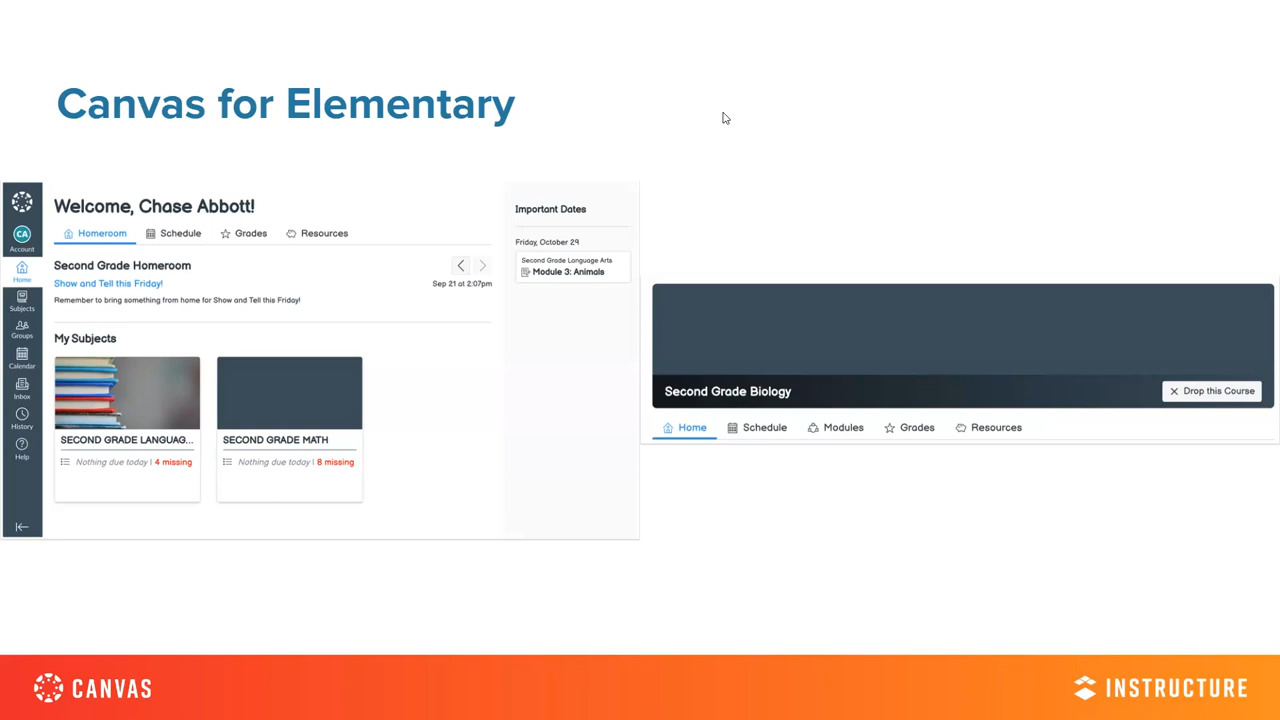 Canvas for Elementary
Welcome, Chase Abbott!
Homeroom Schedule Grades Resources
Second Grade Homeroom
Show and Tell this Friday!
Sep 21 at 2:07pm
Remember to bring something from home for Show and Tell this Friday!
My Subjects
SECOND GRADE LANGUAG...
Nothing due today | 4 missing
SECOND GRADE MATH
Nothing due today | 8 missing
CA
Account
Home
Subjects
Groups
Calendar
Inbox
History
Help
Important Dates
Friday, October 29
Second Grade Language Arts
Module 3: Animals
Second Grade Biology
Drop this Course
Home Schedule Modules Grades Resources
CANVAS
INSTRUCTURE